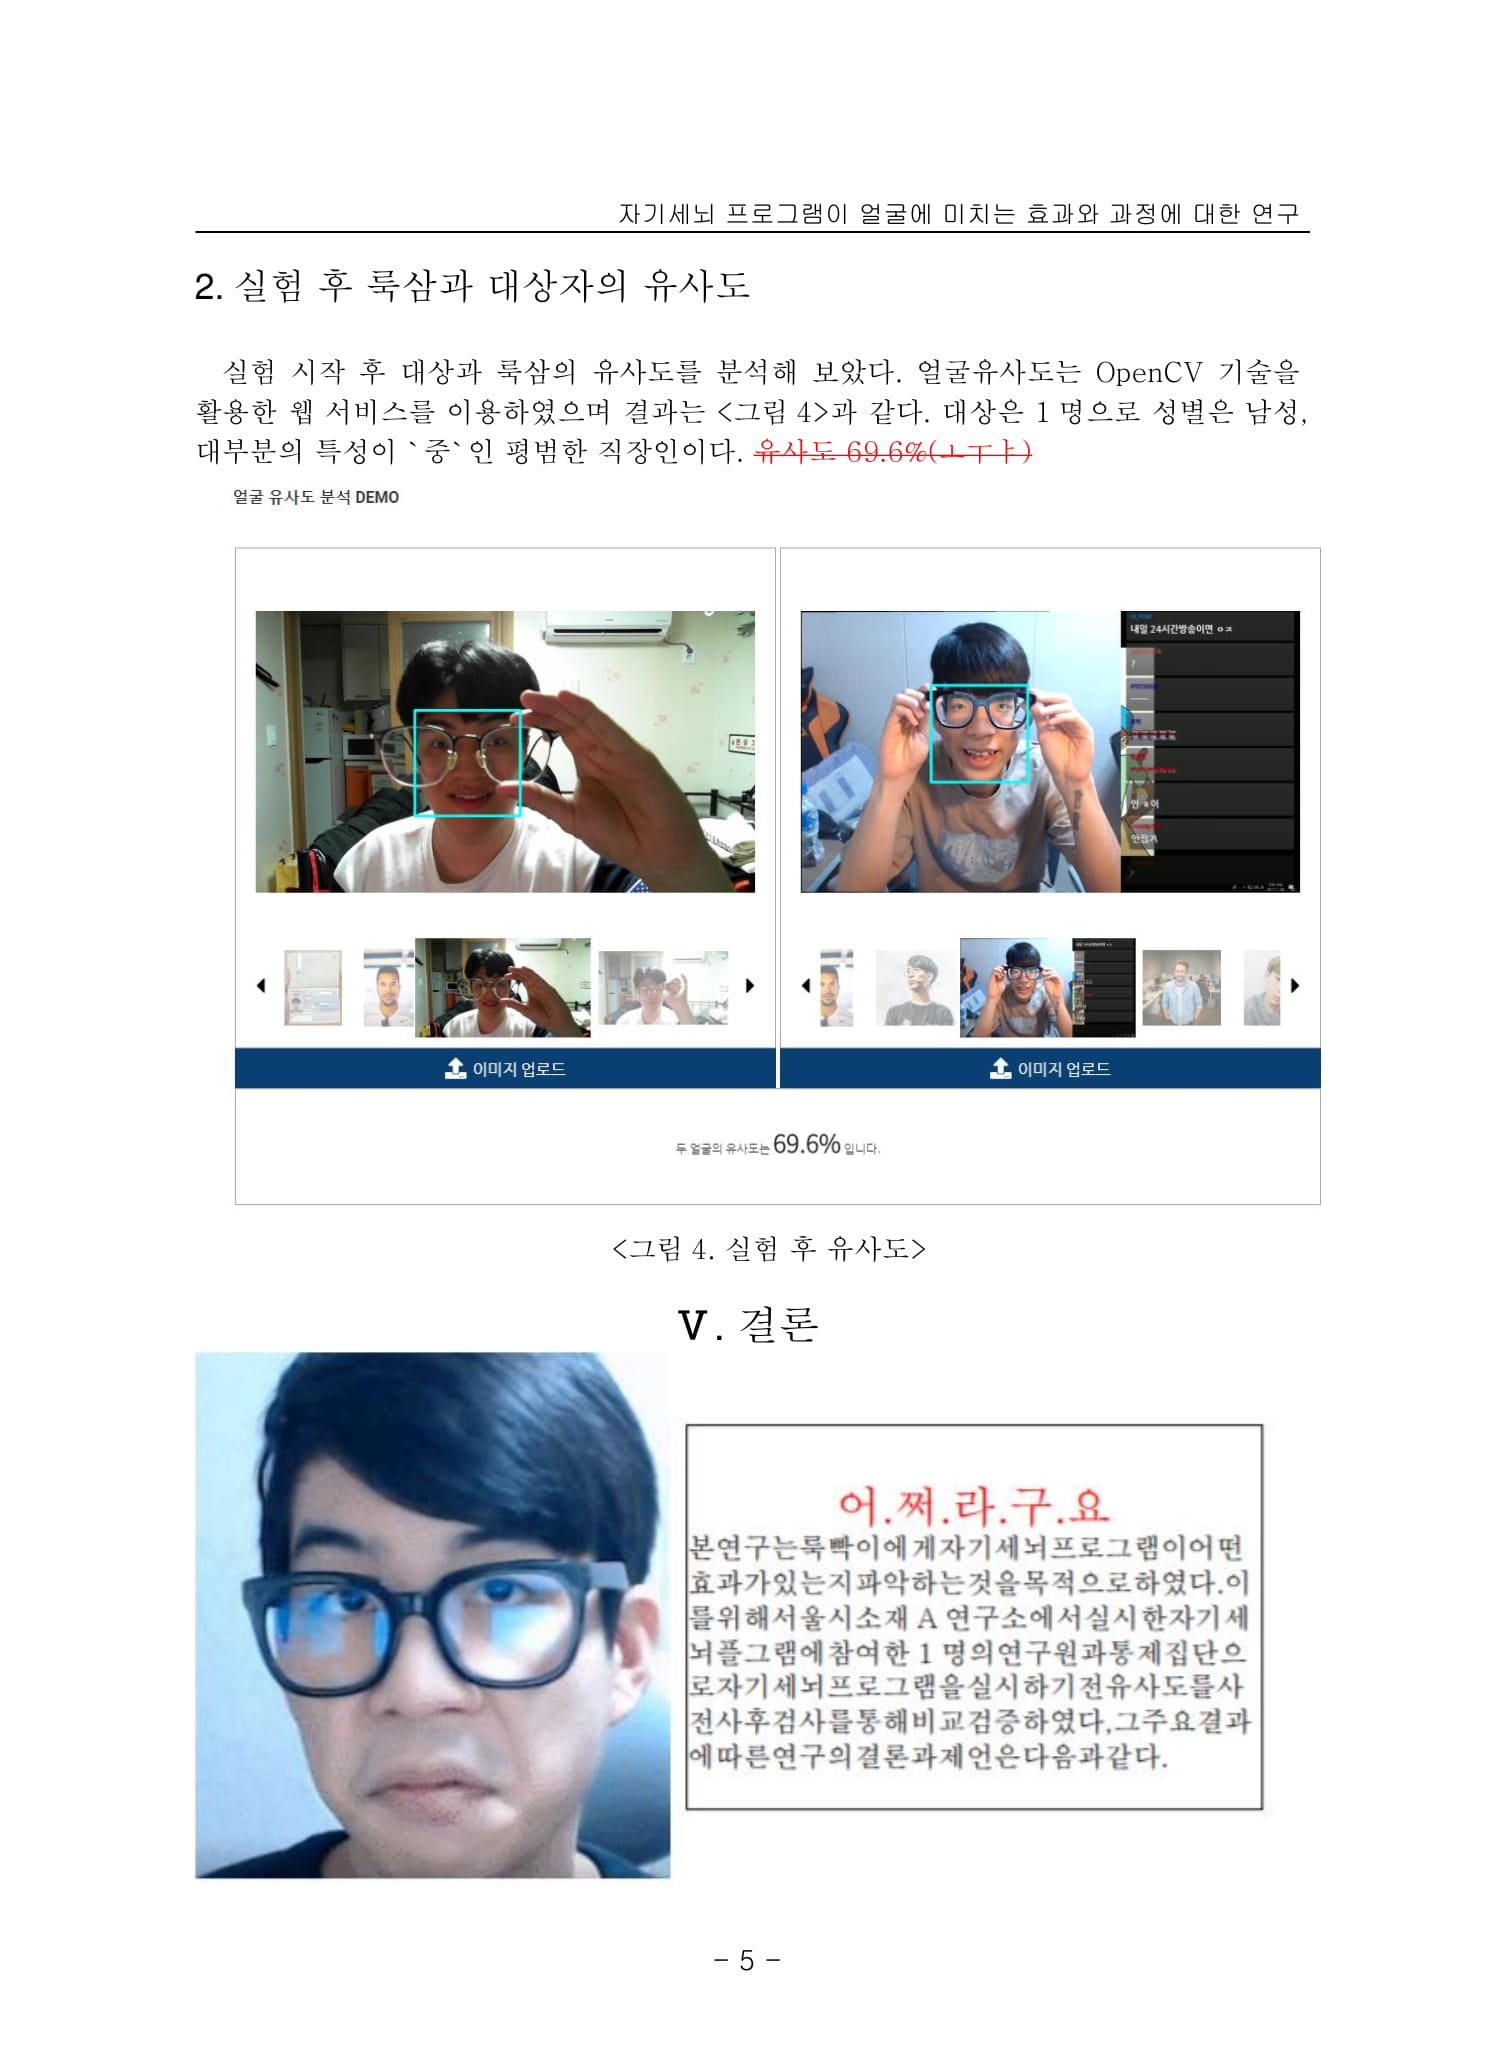 자기세뇌 프로그램이 얼굴에 미치는 효과와 과정에 대한 연구
2. 실험 후 룩삼과 대상자의 유사도
실험 시작 후 대상과 룩삼의 유사도를 분석해 보았다. 얼굴유사도는 OpenCV 기술을
활용한 웹 서비스를 이용하였으며 결과는 <그림 4>과 같다. 대상은 1 명으로 성별은 남성,
대부분의 특성이 `중`인 평범한 직장인이다. 유사도 69.6%(ㅗㅜㅑ)
얼굴 유사도 분석 DEMO
내일 24시간방송이면 ㅇㅈ
7
이미지 업로드
이미지 업로드
두 얼굴의 유사도는 69.6% 입니다.
<그림 4. 실험 후 유사도>
Ⅴ. 결론
어.쩌.라.구.요
본연구는룩빡이에게자기세뇌프로그램이어떤
효과가있는지파악하는것을목적으로하였다.이
를위해서울시소재 A 연구소에서실시한자기세
뇌플그램에참여한 1 명의연구원과통제집단으
로자기세뇌프로그램을실시하기전유사도를사
전사후검사를통해비교검증하였다,그주요결과
에따른연구의결론과제언은다음과같다.
- 5 -